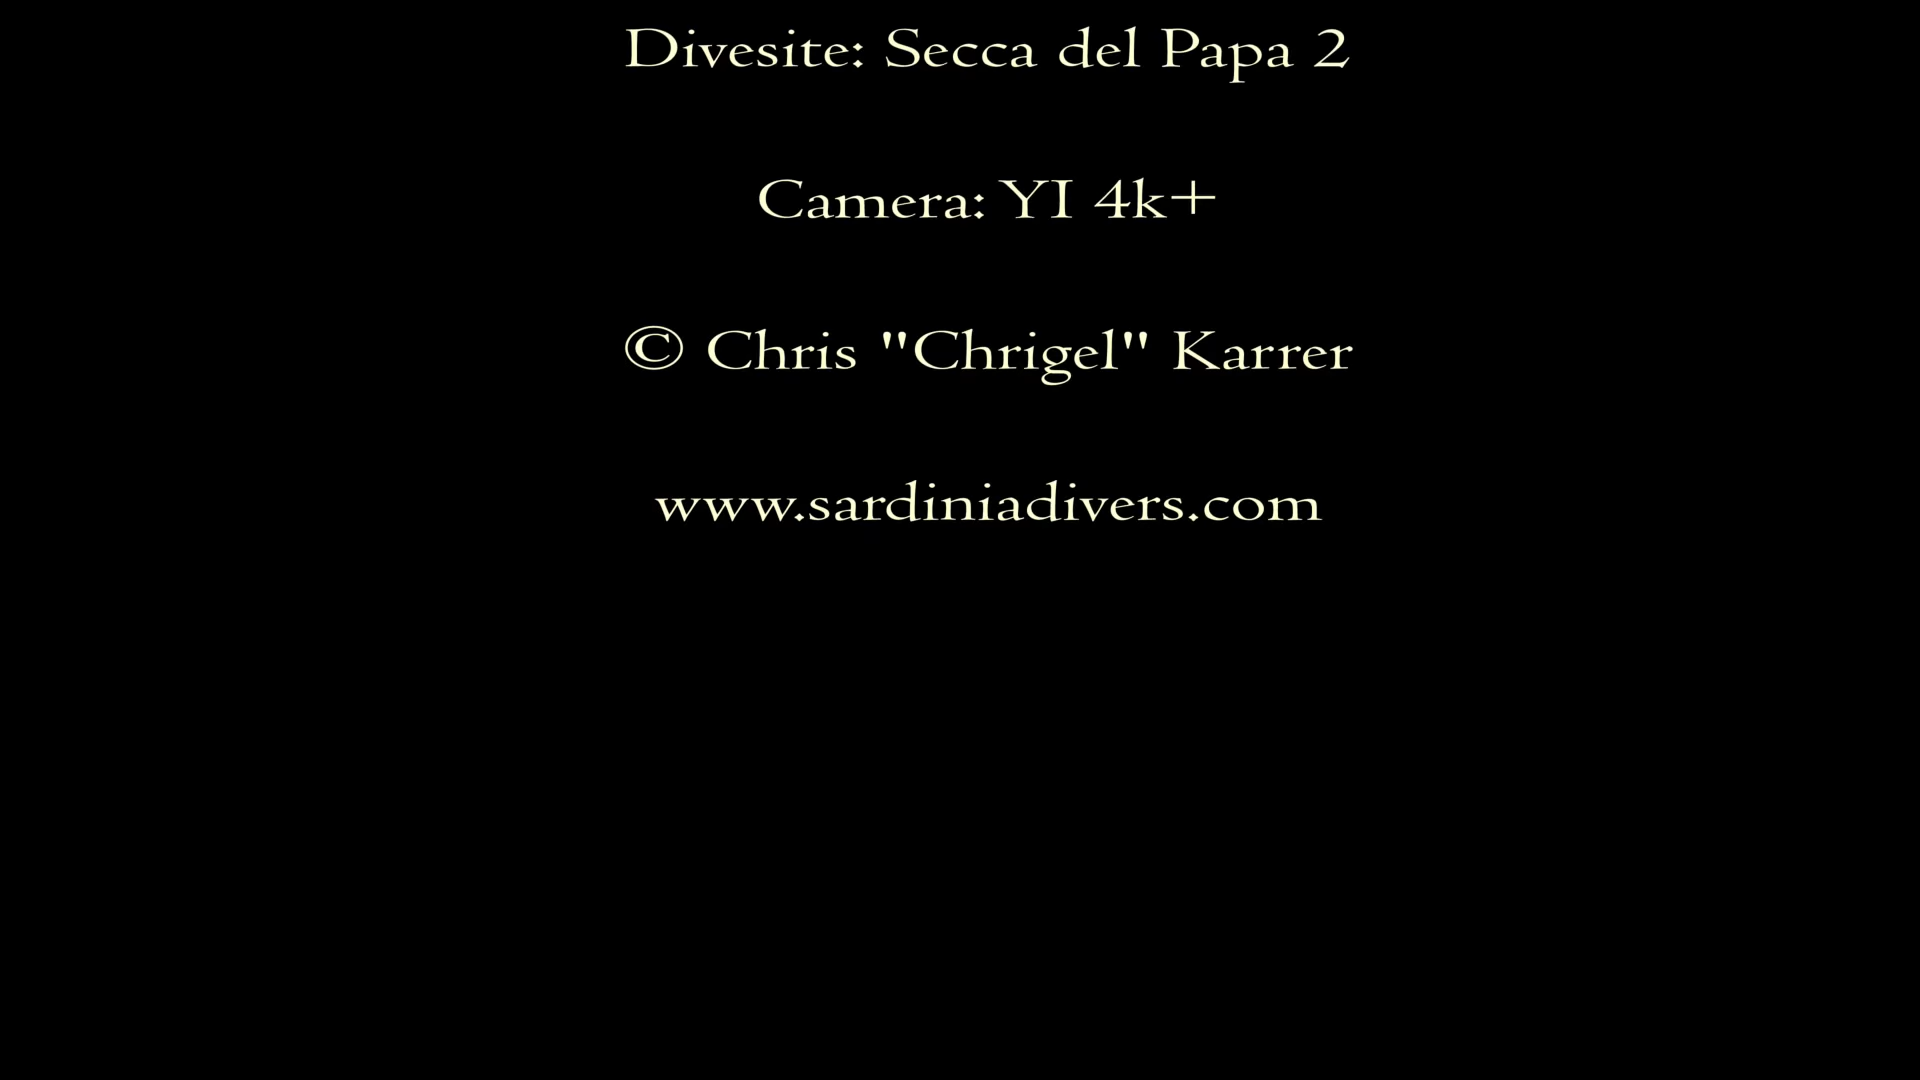 Divesite: Secca del Papa 2
Camera: YI 4k+
© Chris "Chrigel" Karrer
www.sardiniadivers.com